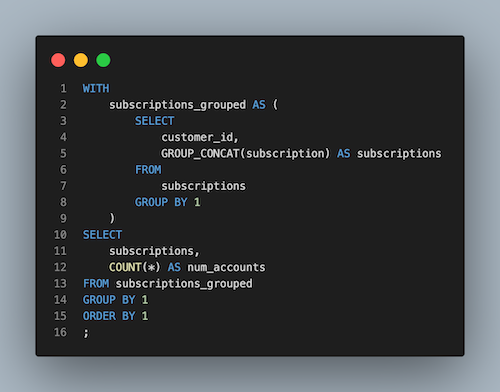 1 WITH
2     subscriptions_grouped AS (
3         SELECT
4             customer_id,
5             GROUP_CONCAT(subscription) AS subscriptions
6         FROM
7             subscriptions
8         GROUP BY 1
9     )
10 SELECT
11     subscriptions,
12     COUNT(*) AS num_accounts
13 FROM subscriptions_grouped
14 GROUP BY 1
15 ORDER BY 1
16 ;